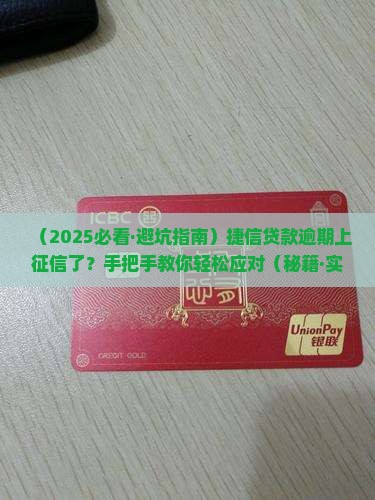 ICBC
（2025必看·避坑指南）捷信贷款逾期上
征信了？手把手教你轻松应对（秘籍·实
UnionPay
银联
CREDIT GOLD